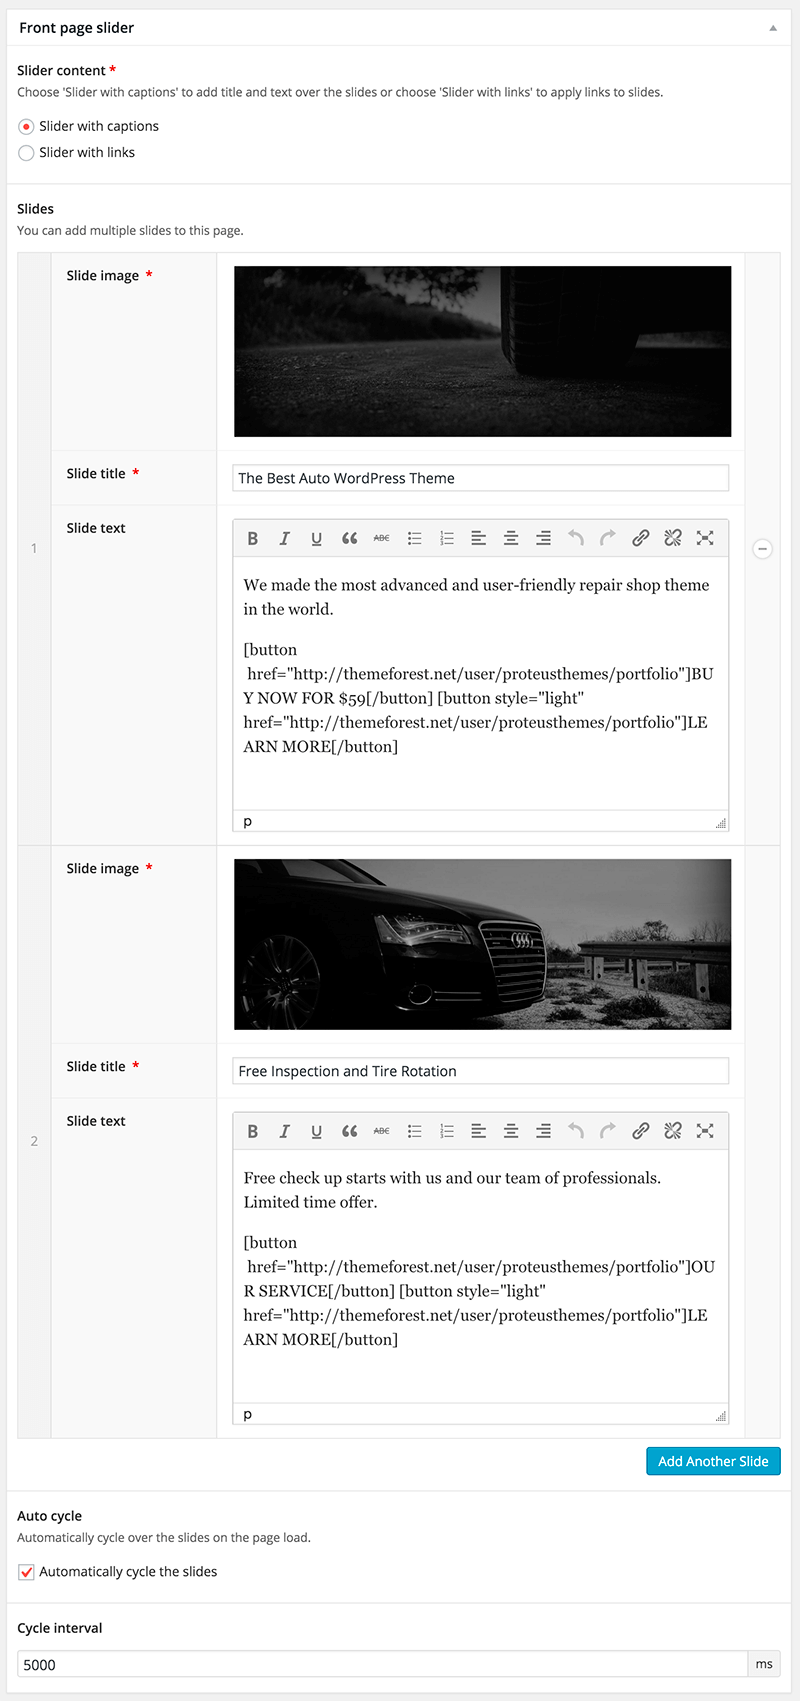 Front page slider
Slider content *
Choose 'Slider with captions' to add title and text over the slides or choose 'Slider with links' to apply links to slides.
Slider with captions
Slider with links
Slides
You can add multiple slides to this page.
1
Slide image *
Slide title *
The Best Auto WordPress Theme
Slide text
B I U ABC
We made the most advanced and user-friendly repair shop theme
in the world.
[button
href="http://themeforest.net/user/proteusthemes/portfolio"]BU
Y NOW FOR $59[/button] [button style="light"
href="http://themeforest.net/user/proteusthemes/portfolio"]LE
ARN MORE[/button]
p
2
Slide image *
Slide title *
Free Inspection and Tire Rotation
Slide text
B I U ABC
Free check up starts with us and our team of professionals.
Limited time offer.
[button
href="http://themeforest.net/user/proteusthemes/portfolio"]OU
R SERVICE[/button] [button style="light"
href="http://themeforest.net/user/proteusthemes/portfolio"]LE
ARN MORE[/button]
p
Add Another Slide
Auto cycle
Automatically cycle over the slides on the page load.
Automatically cycle the slides
Cycle interval
5000 ms